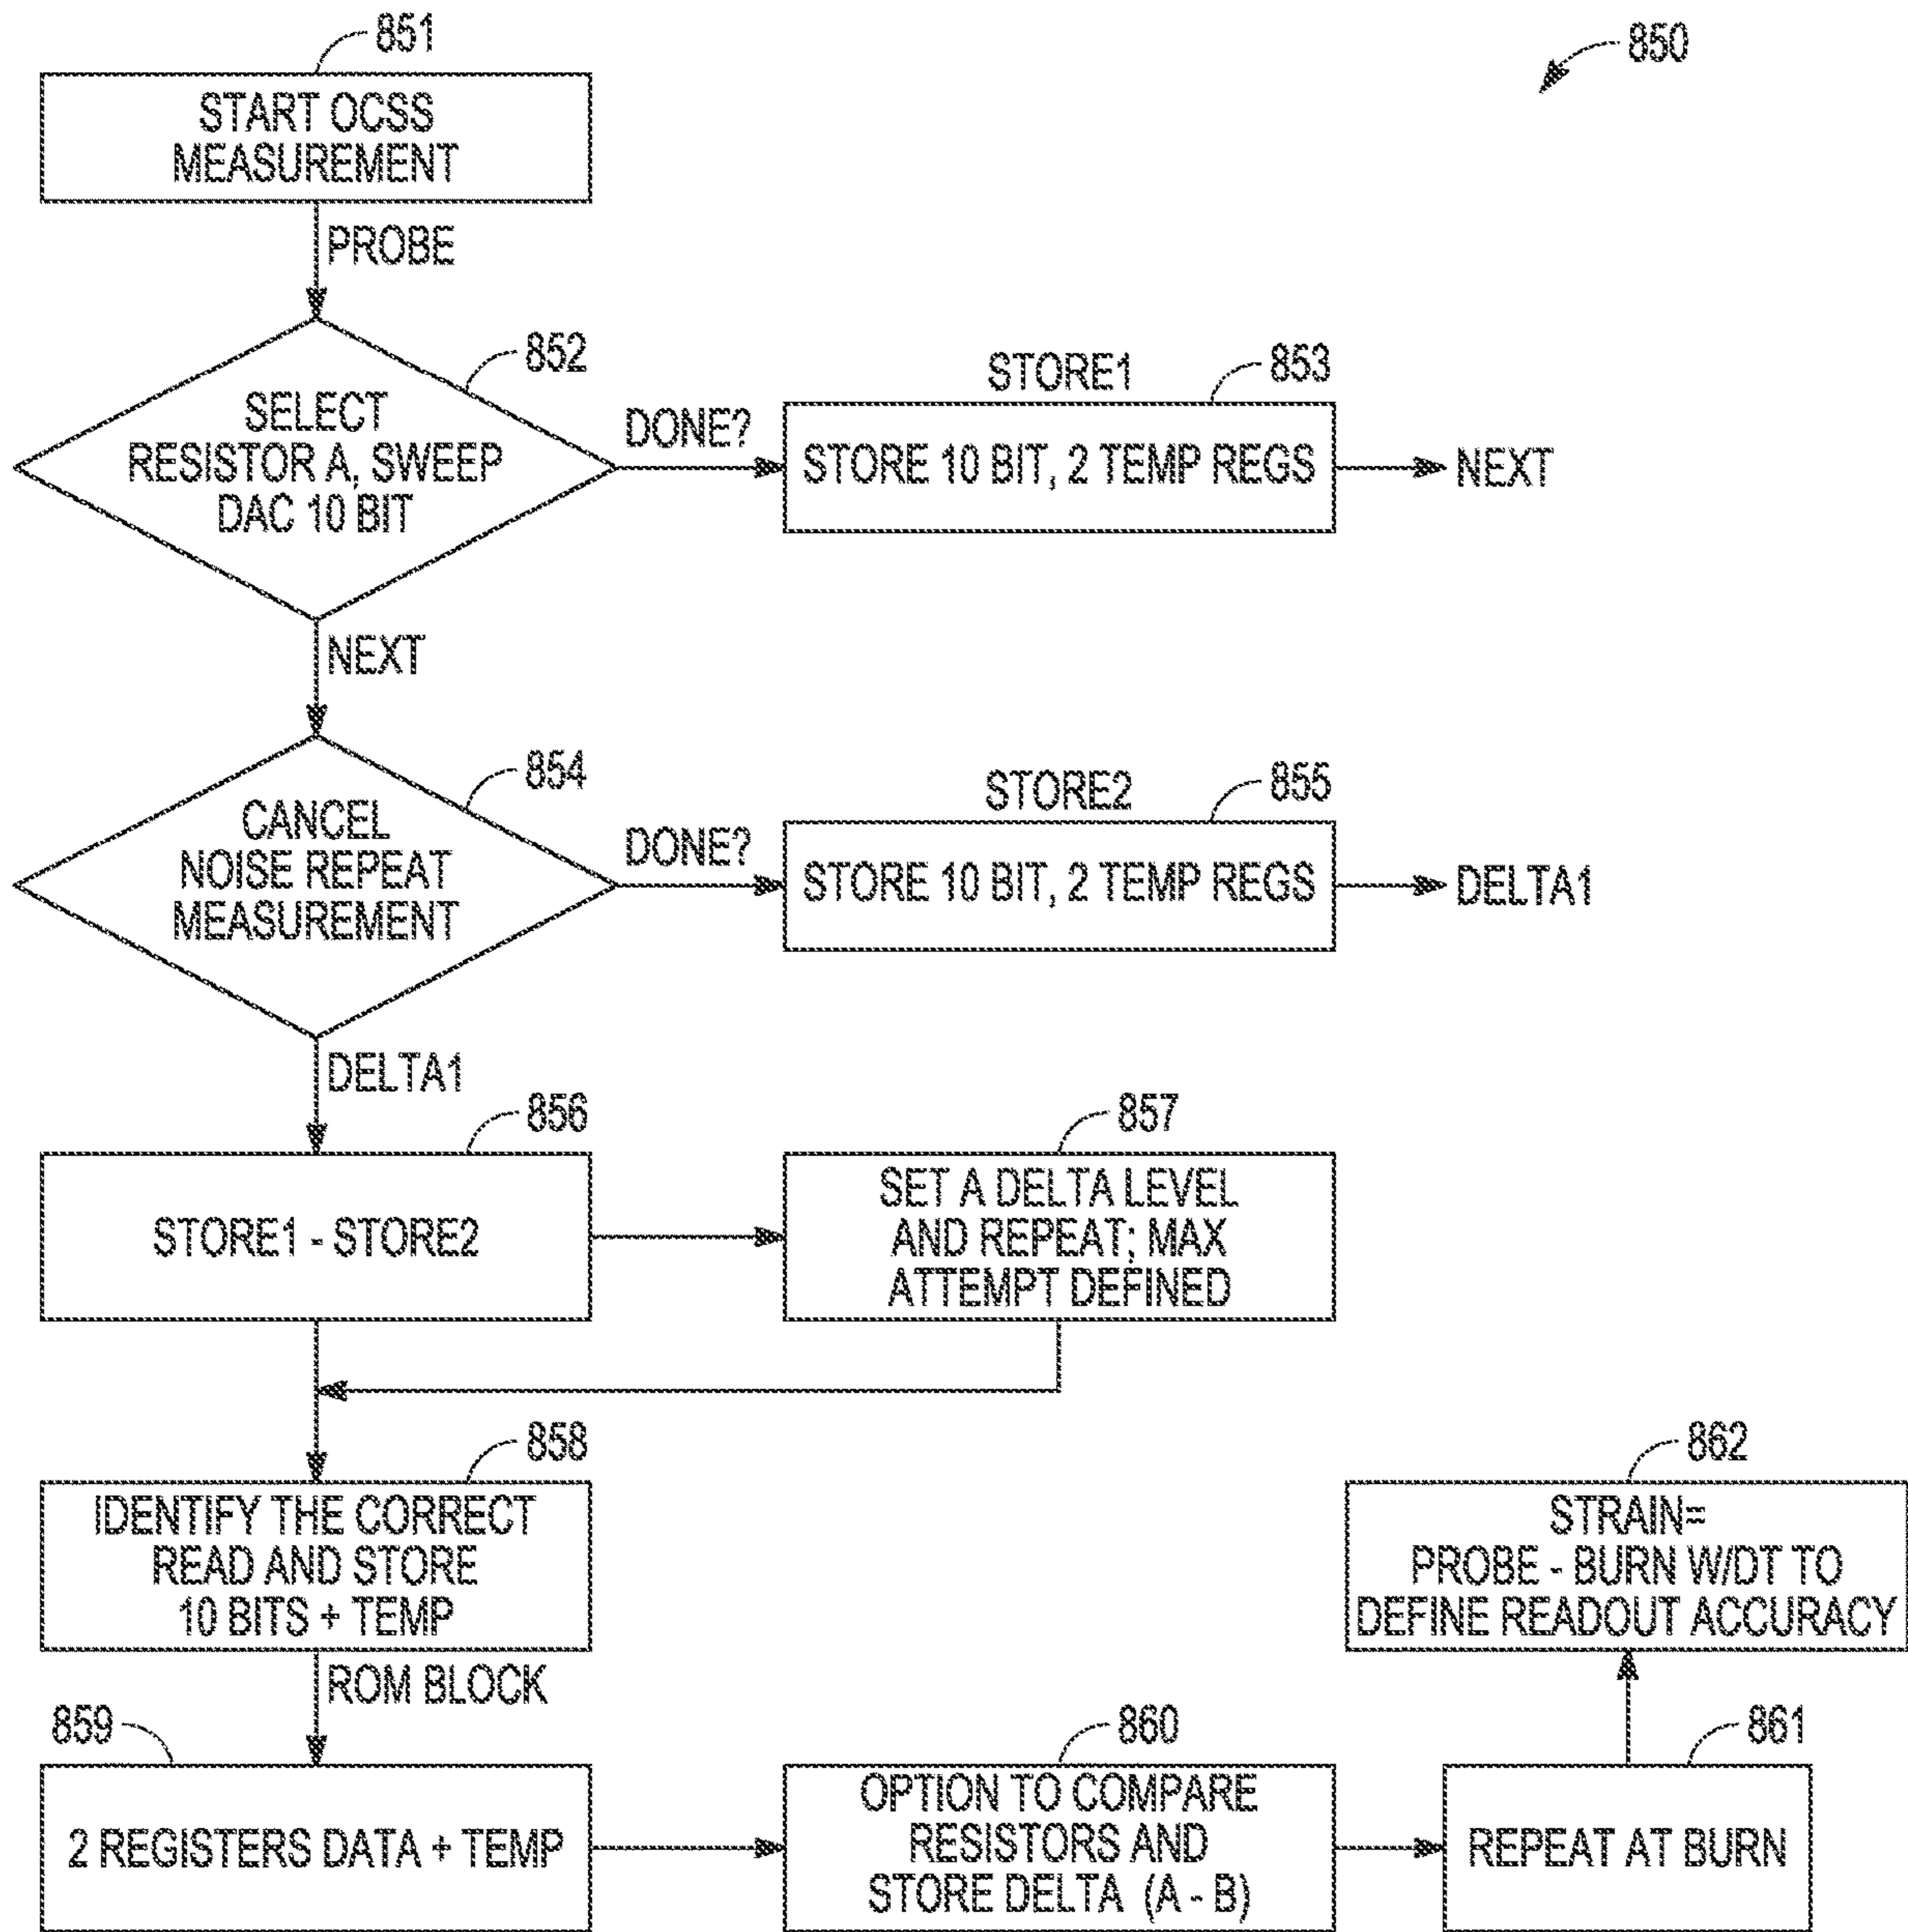 850
851
START OCSS
MEASUREMENT
PROBE
852
SELECT
RESISTOR A, SWEEP
DAC 10 BIT
DONE?
STORE1
853
STORE 10 BIT, 2 TEMP REGS
NEXT
NEXT
854
CANCEL
NOISE REPEAT
MEASUREMENT
DONE?
STORE2
855
STORE 10 BIT, 2 TEMP REGS
DELTA1
DELTA1
856
STORE1 - STORE2
857
SET A DELTA LEVEL
AND REPEAT; MAX
ATTEMPT DEFINED
858
IDENTIFY THE CORRECT
READ AND STORE
10 BITS + TEMP
ROM BLOCK
859
2 REGISTERS DATA + TEMP
860
OPTION TO COMPARE
RESISTORS AND
STORE DELTA (A - B)
861
REPEAT AT BURN
862
STRAIN=
PROBE - BURN W/DT TO
DEFINE READOUT ACCURACY